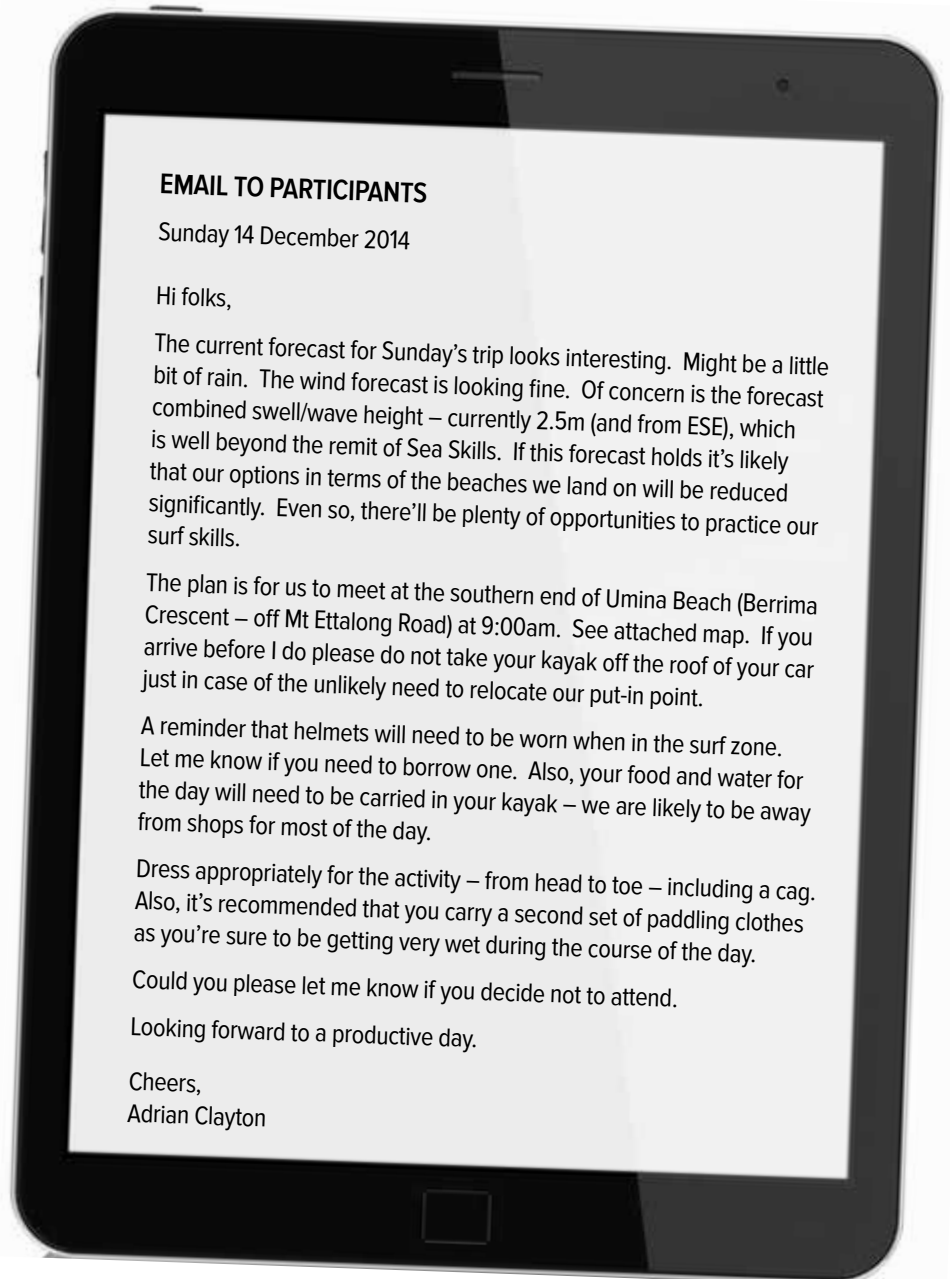 EMAIL TO PARTICIPANTS
Sunday 14 December 2014
Hi folks,
The current forecast for Sunday's trip looks interesting.  Might be a little
bit of rain.  The wind forecast is looking fine.  Of concern is the forecast
combined swell/wave height – currently 2.5m (and from ESE), which
is well beyond the remit of Sea Skills.  If this forecast holds it's likely
that our options in terms of the beaches we land on will be reduced
significantly.  Even so, there'll be plenty of opportunities to practice our
surf skills.
The plan is for us to meet at the southern end of Umina Beach (Berrima
Crescent – off Mt Ettalong Road) at 9:00am.  See attached map.  If you
arrive before I do please do not take your kayak off the roof of your car
just in case of the unlikely need to relocate our put-in point.
A reminder that helmets will need to be worn when in the surf zone.
Let me know if you need to borrow one.  Also, your food and water for
the day will need to be carried in your kayak – we are likely to be away
from shops for most of the day.
Dress appropriately for the activity – from head to toe – including a cag.
Also, it's recommended that you carry a second set of paddling clothes
as you're sure to be getting very wet during the course of the day.
Could you please let me know if you decide not to attend.
Looking forward to a productive day.
Cheers,
Adrian Clayton